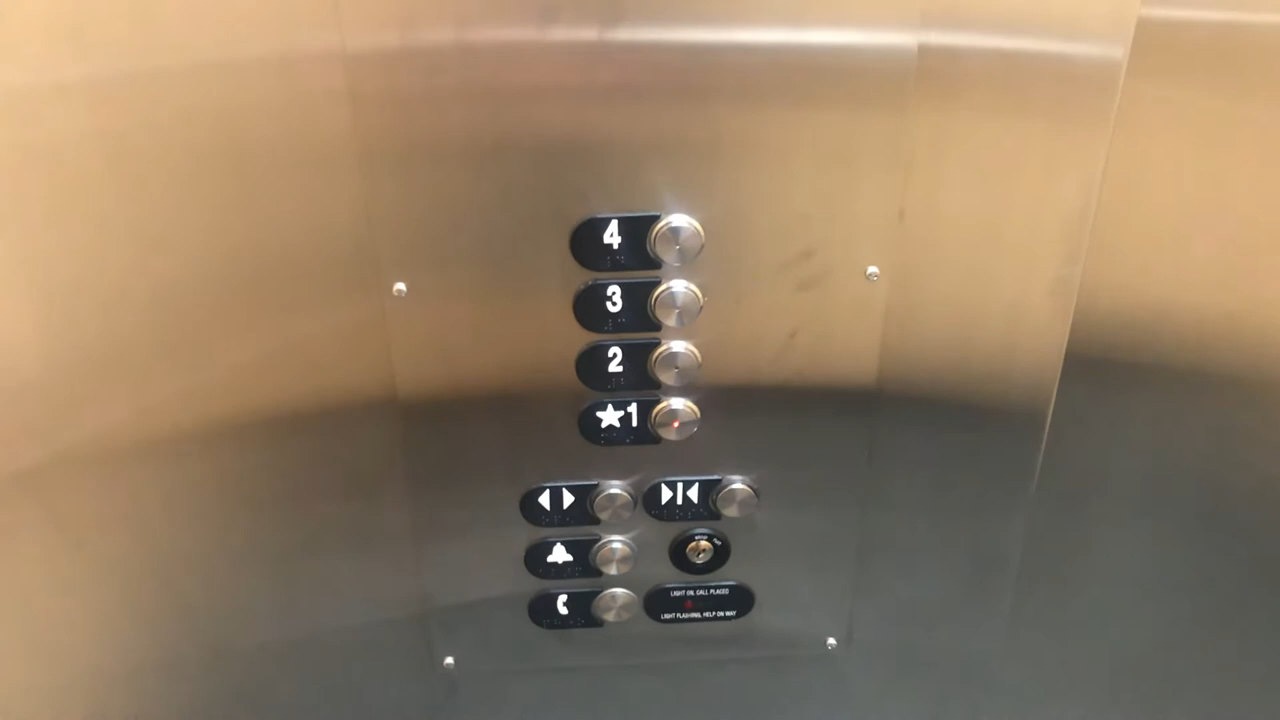 4
3
2
★1
LIGHT ON, CALL PLACED
LIGHT FLASHING, HELP ON WAY